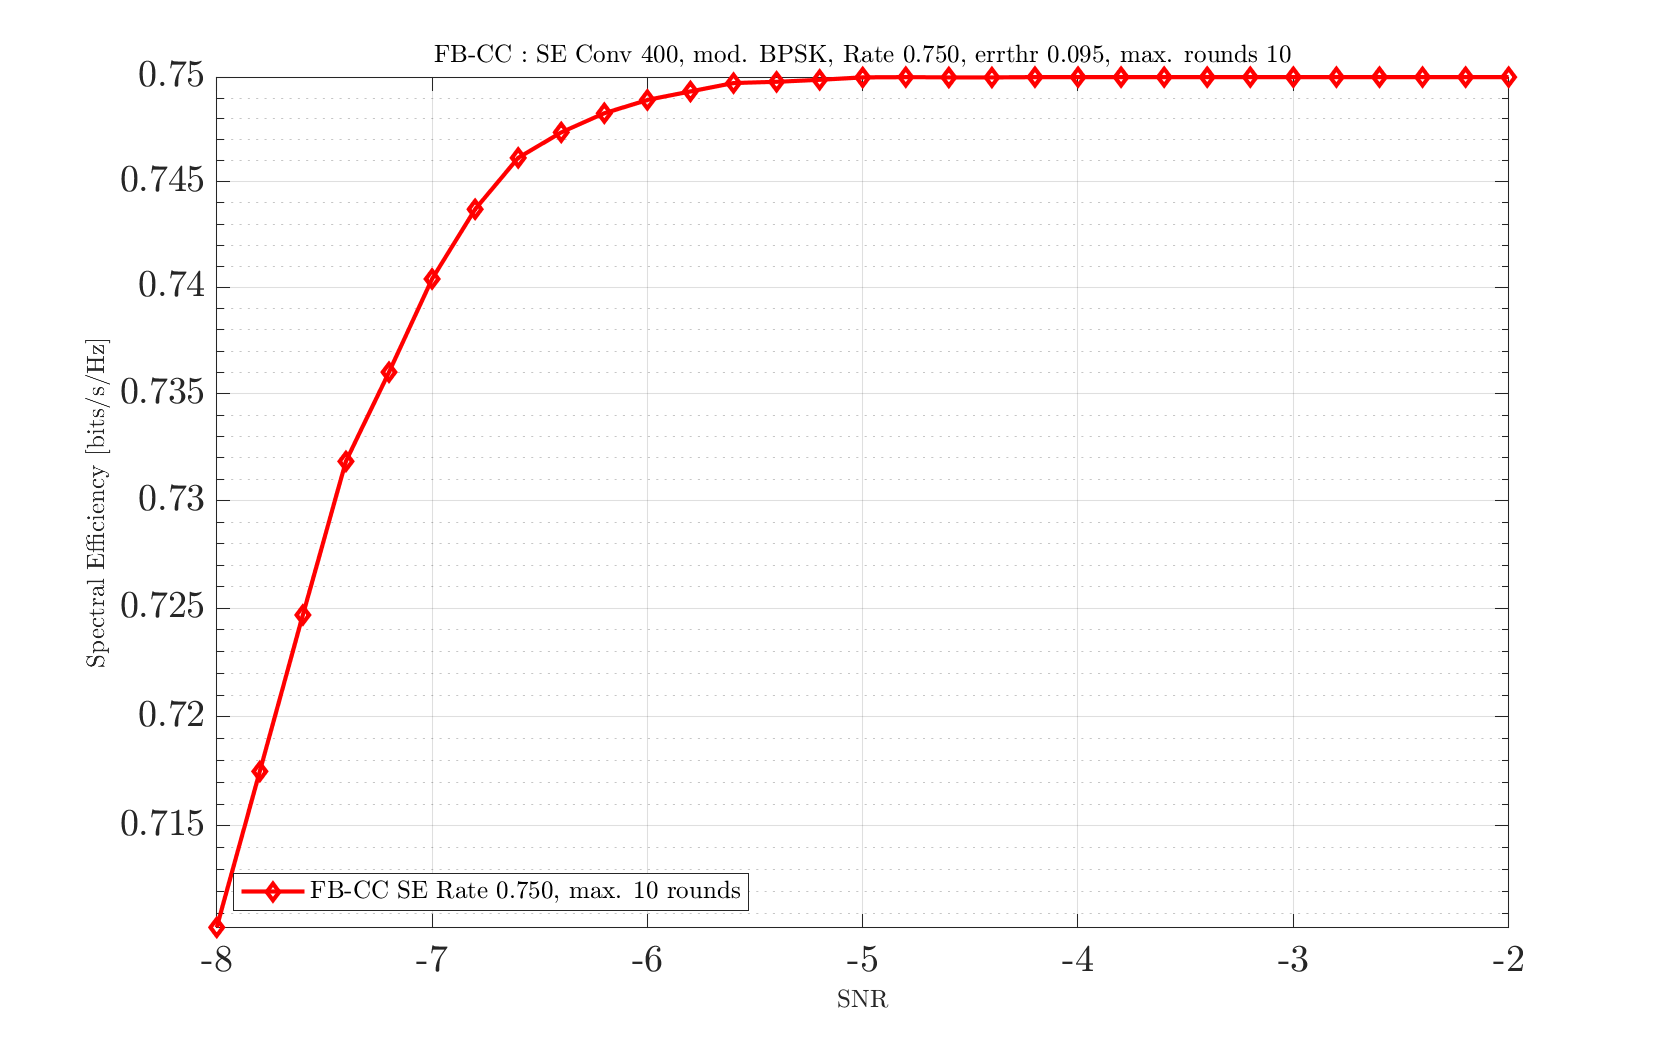 FB-CC : SE Conv 400, mod. BPSK, Rate 0.750, errthr 0.095, max. rounds 10
0.75
0.745
0.74
0.735
0.73
0.725
0.72
0.715
Spectral Efficiency [bits/s/Hz]
FB-CC SE Rate 0.750, max. 10 rounds
-8 -7 -6 -5 -4 -3 -2
SNR